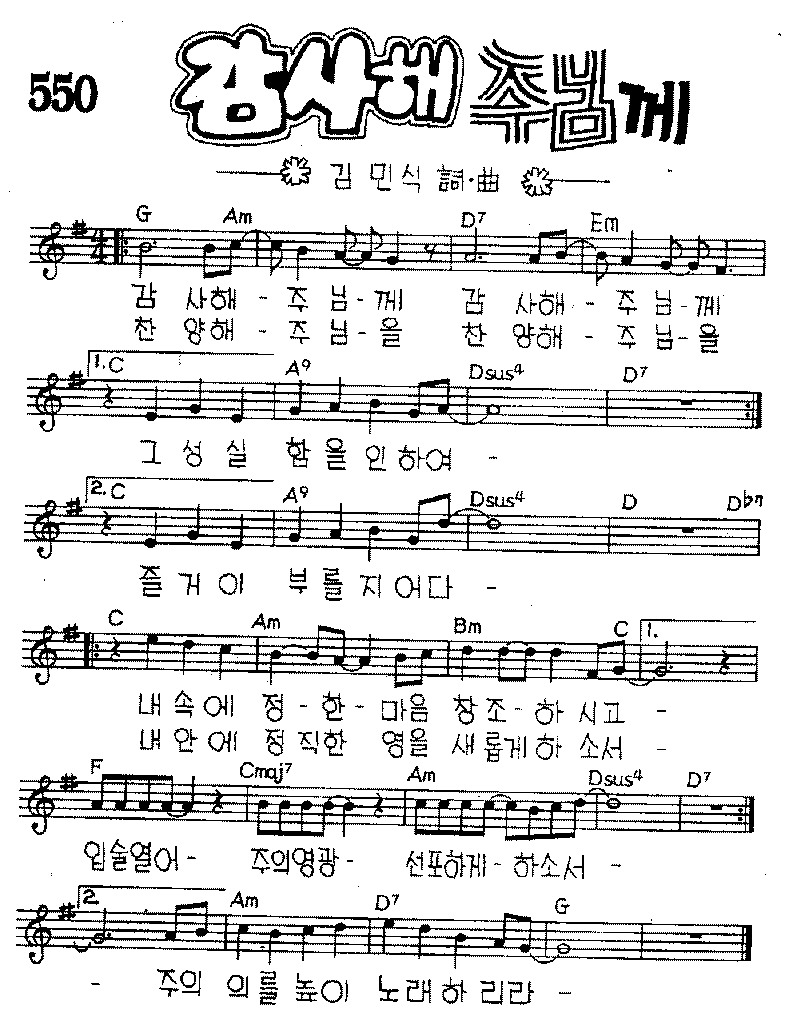 550 감사해 주님께
김 민 식 詞·曲
G Am D7 Em
감 사해 - 주 님 - 께 감 사해 - 주 님 - 께
찬 양해 - 주 님 - 을 찬 양해 - 주 님 - 을
1. C A9 Dsus4 D7
그 성 실 함 을 인 하여 -
2. C A9 Dsus4 D D♭7
즐 거 이 부 를 지 어다 -
C Am Bm C 1.
내 속 에 정 - 한 - 마음 창 조 - 하 시고 -
내 안 에 정 직한 영을 새 롭게 하 소서 -
F Cmaj7 Am Dsus4 D7
입술열어 - 주의영광 - 선포하게 - 하소서 -
2 Am D7 G
- 주의 의를 높이 노래하 리라 -